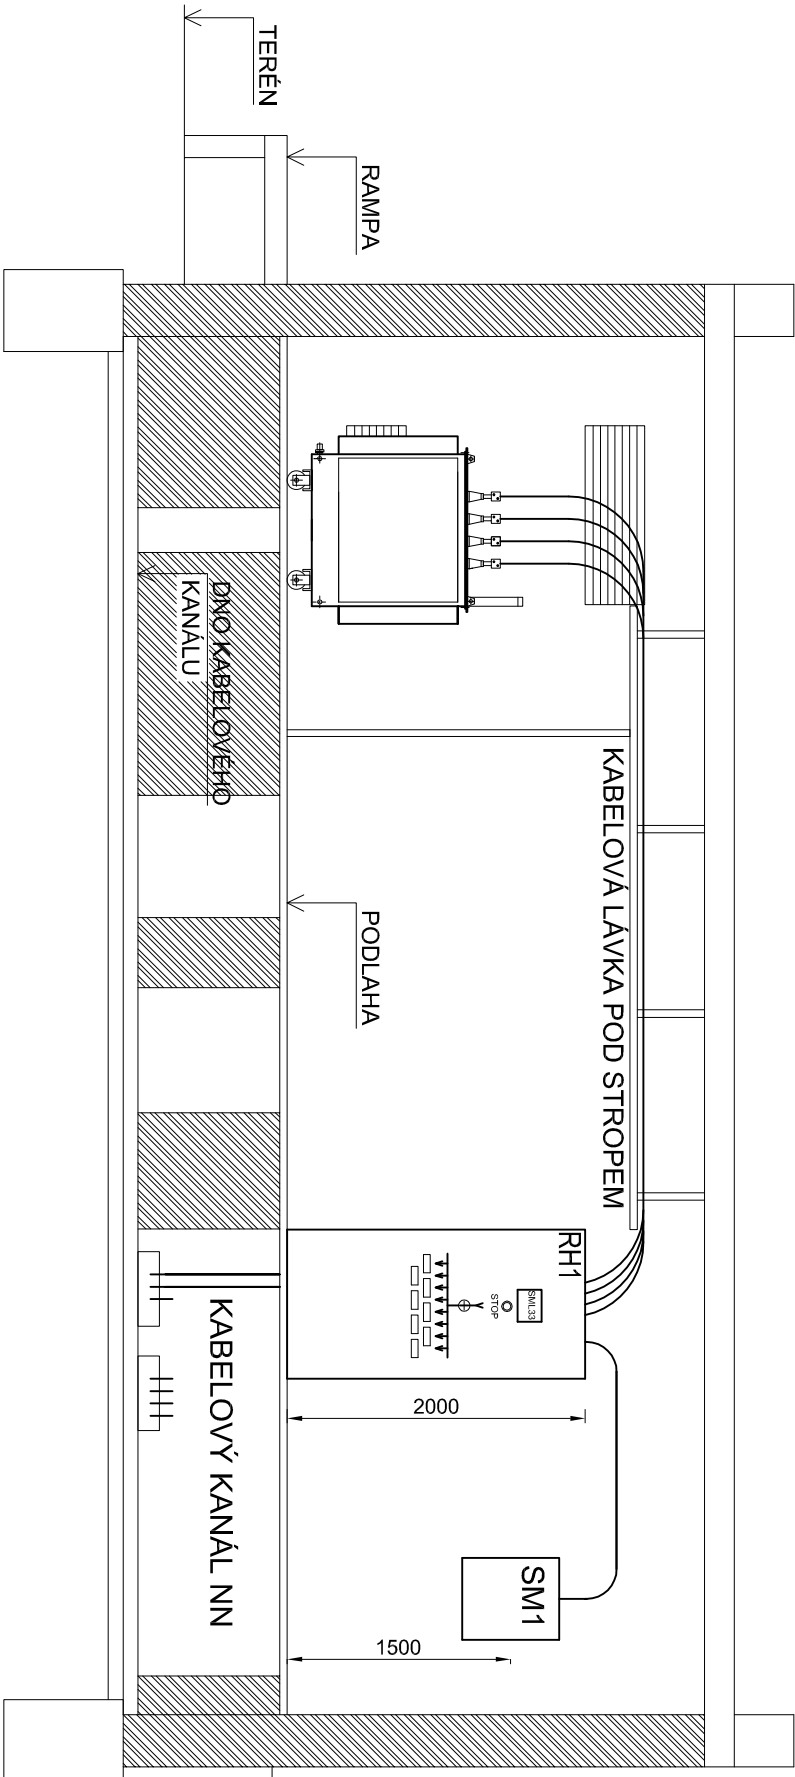 TERÉN
RAMPA
DNO KABELOVÉHO
KANÁLU
KABELOVÁ LÁVKA POD STROPEM
PODLAHA
RH1
SML33
STOP
2000
KABELOVÝ KANÁL NN
SM1
1500